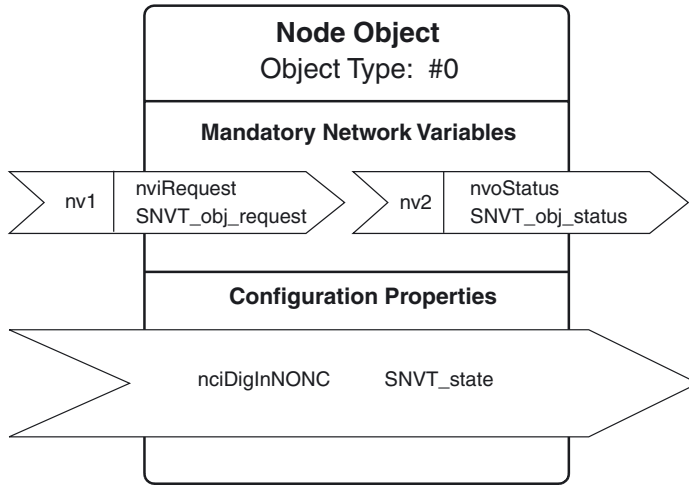 Node Object
Object Type: #0
Mandatory Network Variables
nv1
nviRequest
SNVT_obj_request
nv2
nvoStatus
SNVT_obj_status
Configuration Properties
nciDigInNONC SNVT_state